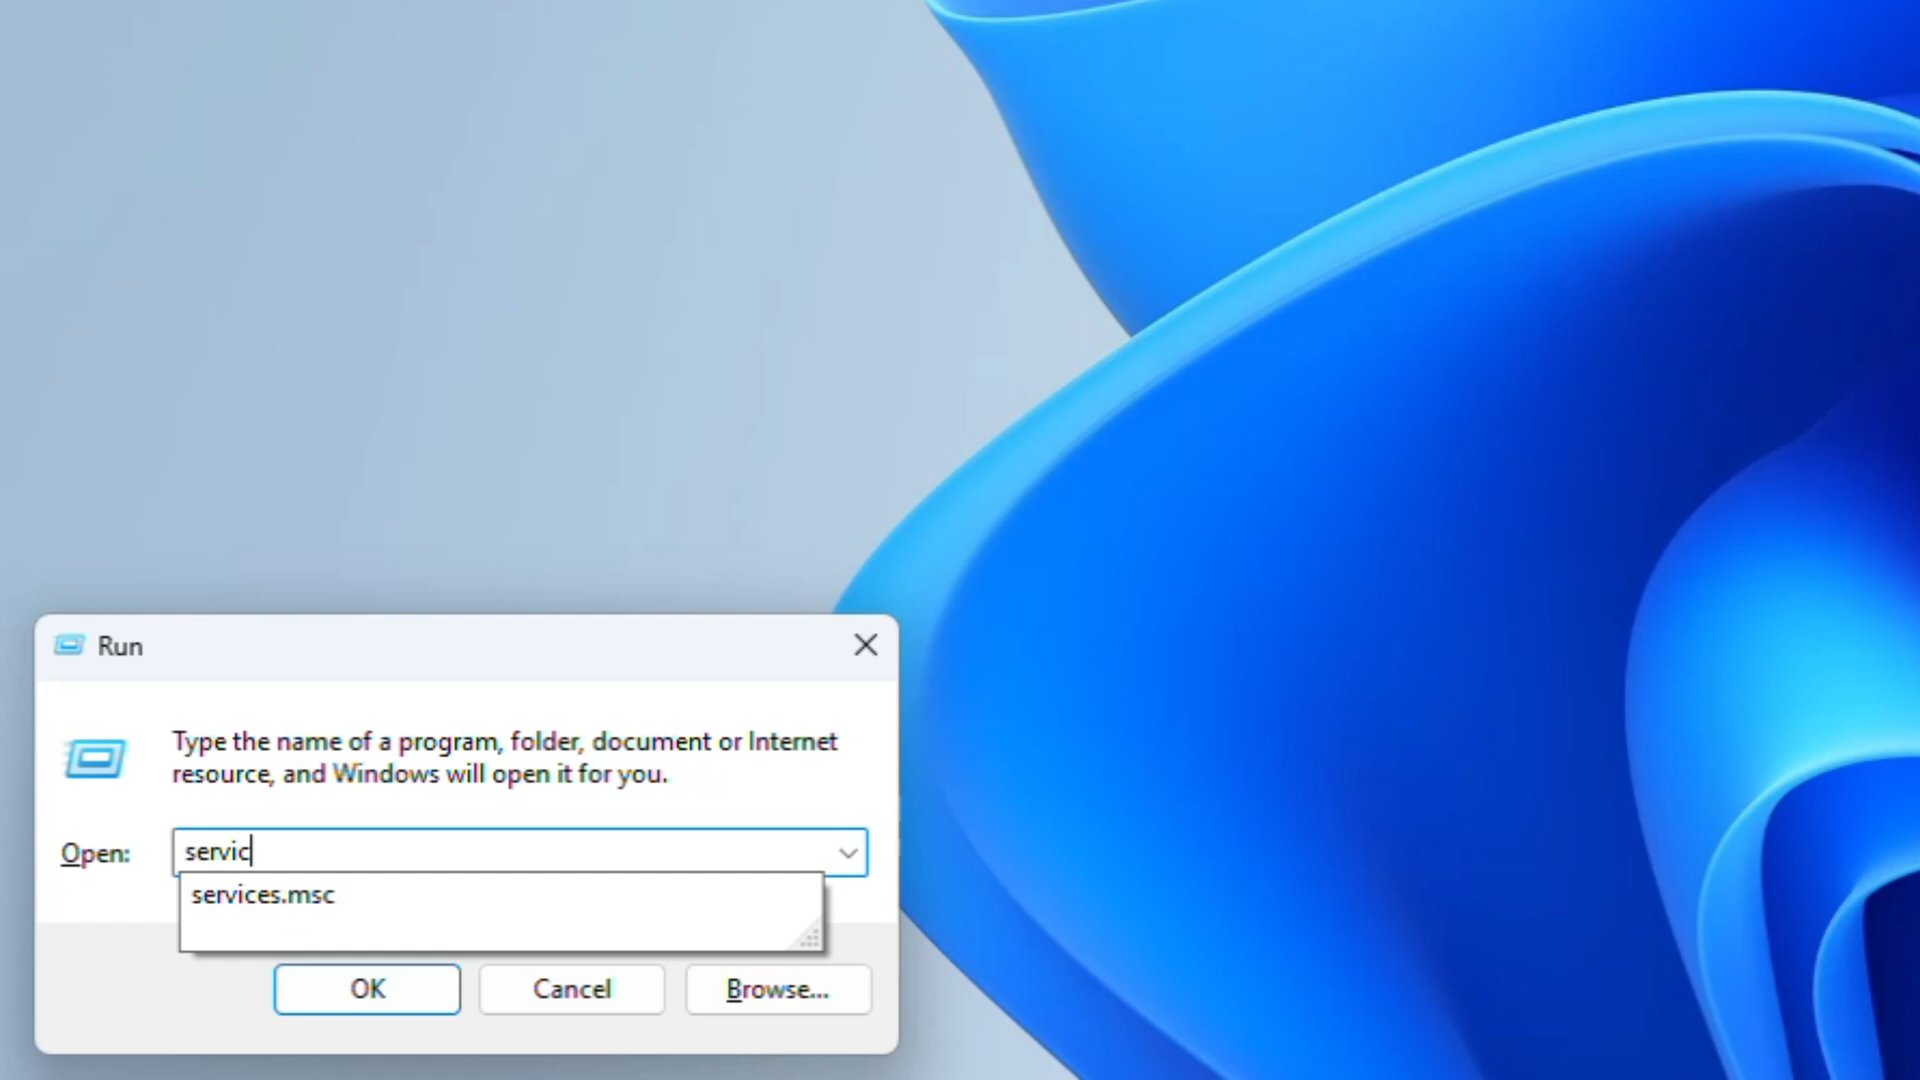 Run
Type the name of a program, folder, document or Internet
resource, and Windows will open it for you.
Open: servic
services.msc
OK Cancel Browse...